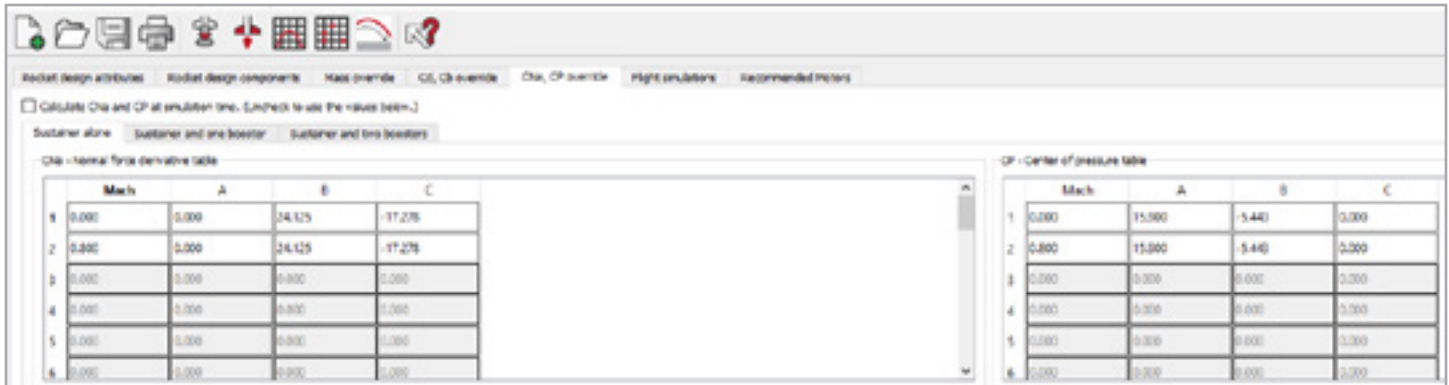 Rocket design attributes Rocket design components Mass override Cd, Cb override CNa, CP override Flight simulations Recommended Motors
Calculate CNa and CP at simulation time. (Uncheck to use the values below.)
Sustainer alone Sustainer and one booster Sustainer and two boosters
CNa - Normal force derivative table CP - Center of pressure table
Mach A B C Mach A B C
1 0.000 0.000 24.125 -17.278 1 0.000 15.900 -5.440 0.000
2 0.800 0.000 24.125 -17.278 2 0.800 15.900 -5.440 0.000
3 0.000 0.000 0.000 0.000 3 0.000 0.000 0.000 0.000
4 0.000 0.000 0.000 0.000 4 0.000 0.000 0.000 0.000
5 0.000 0.000 0.000 0.000 5 0.000 0.000 0.000 0.000
6 0.000 0.000 0.000 0.000 6 0.000 0.000 0.000 0.000